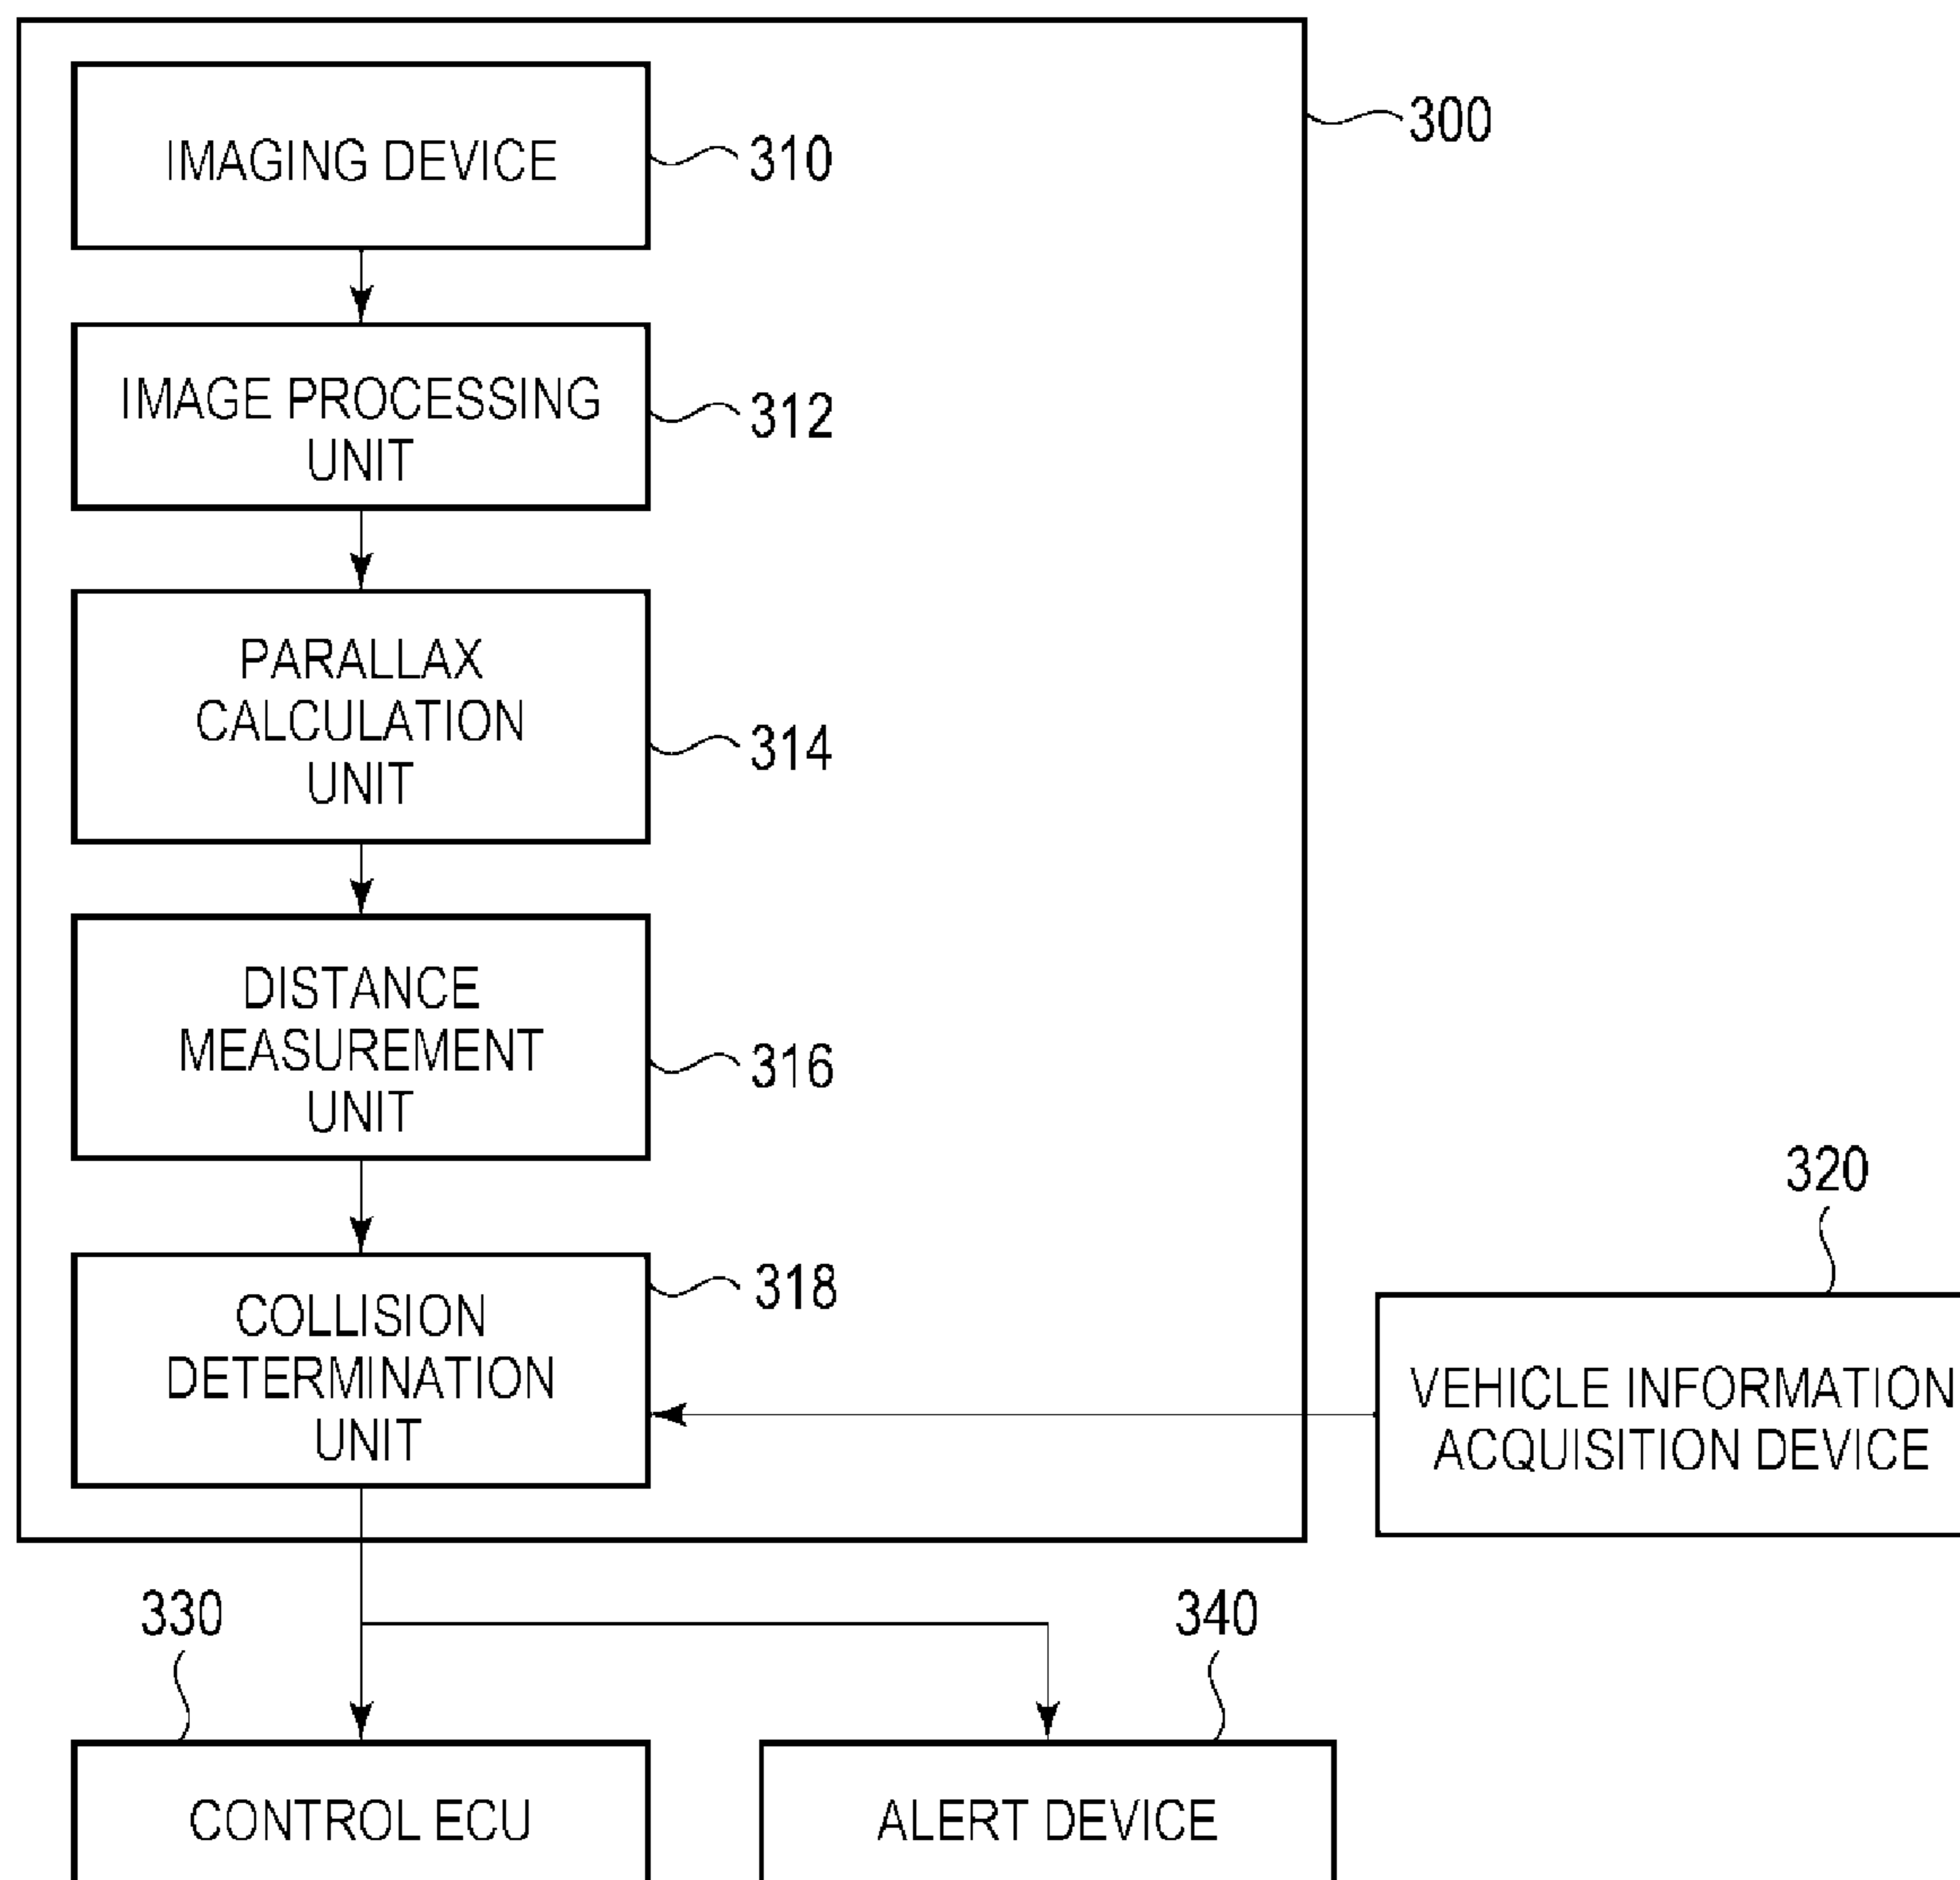 300
IMAGING DEVICE
310
IMAGE PROCESSING
UNIT
312
PARALLAX
CALCULATION
UNIT
314
DISTANCE
MEASUREMENT
UNIT
316
COLLISION
DETERMINATION
UNIT
318
320
VEHICLE INFORMATION
ACQUISITION DEVICE
330
CONTROL ECU
340
ALERT DEVICE